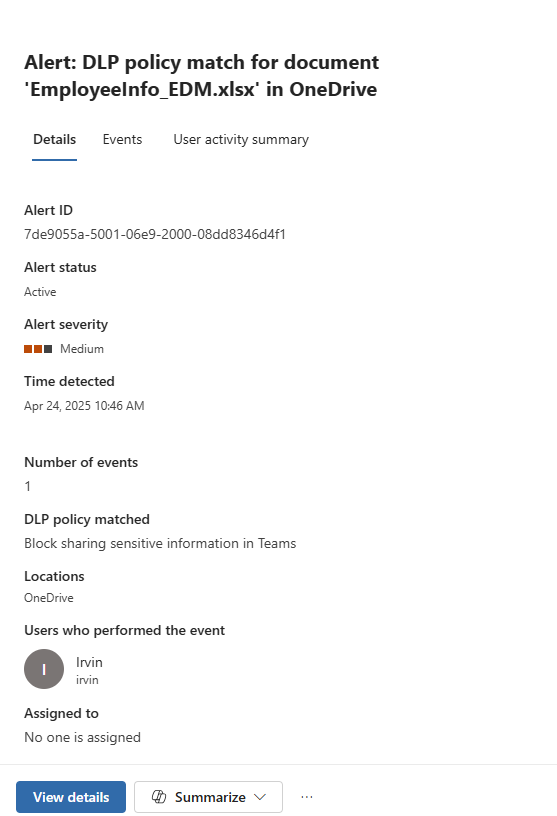 Alert: DLP policy match for document
'EmployeeInfo_EDM.xlsx' in OneDrive
Details Events User activity summary
Alert ID
7de9055a-5001-06e9-2000-08dd8346d4f1
Alert status
Active
Alert severity
Medium
Time detected
Apr 24, 2025 10:46 AM
Number of events
1
DLP policy matched
Block sharing sensitive information in Teams
Locations
OneDrive
Users who performed the event
I
Irvin
irvin
Assigned to
No one is assigned
View details Summarize ...